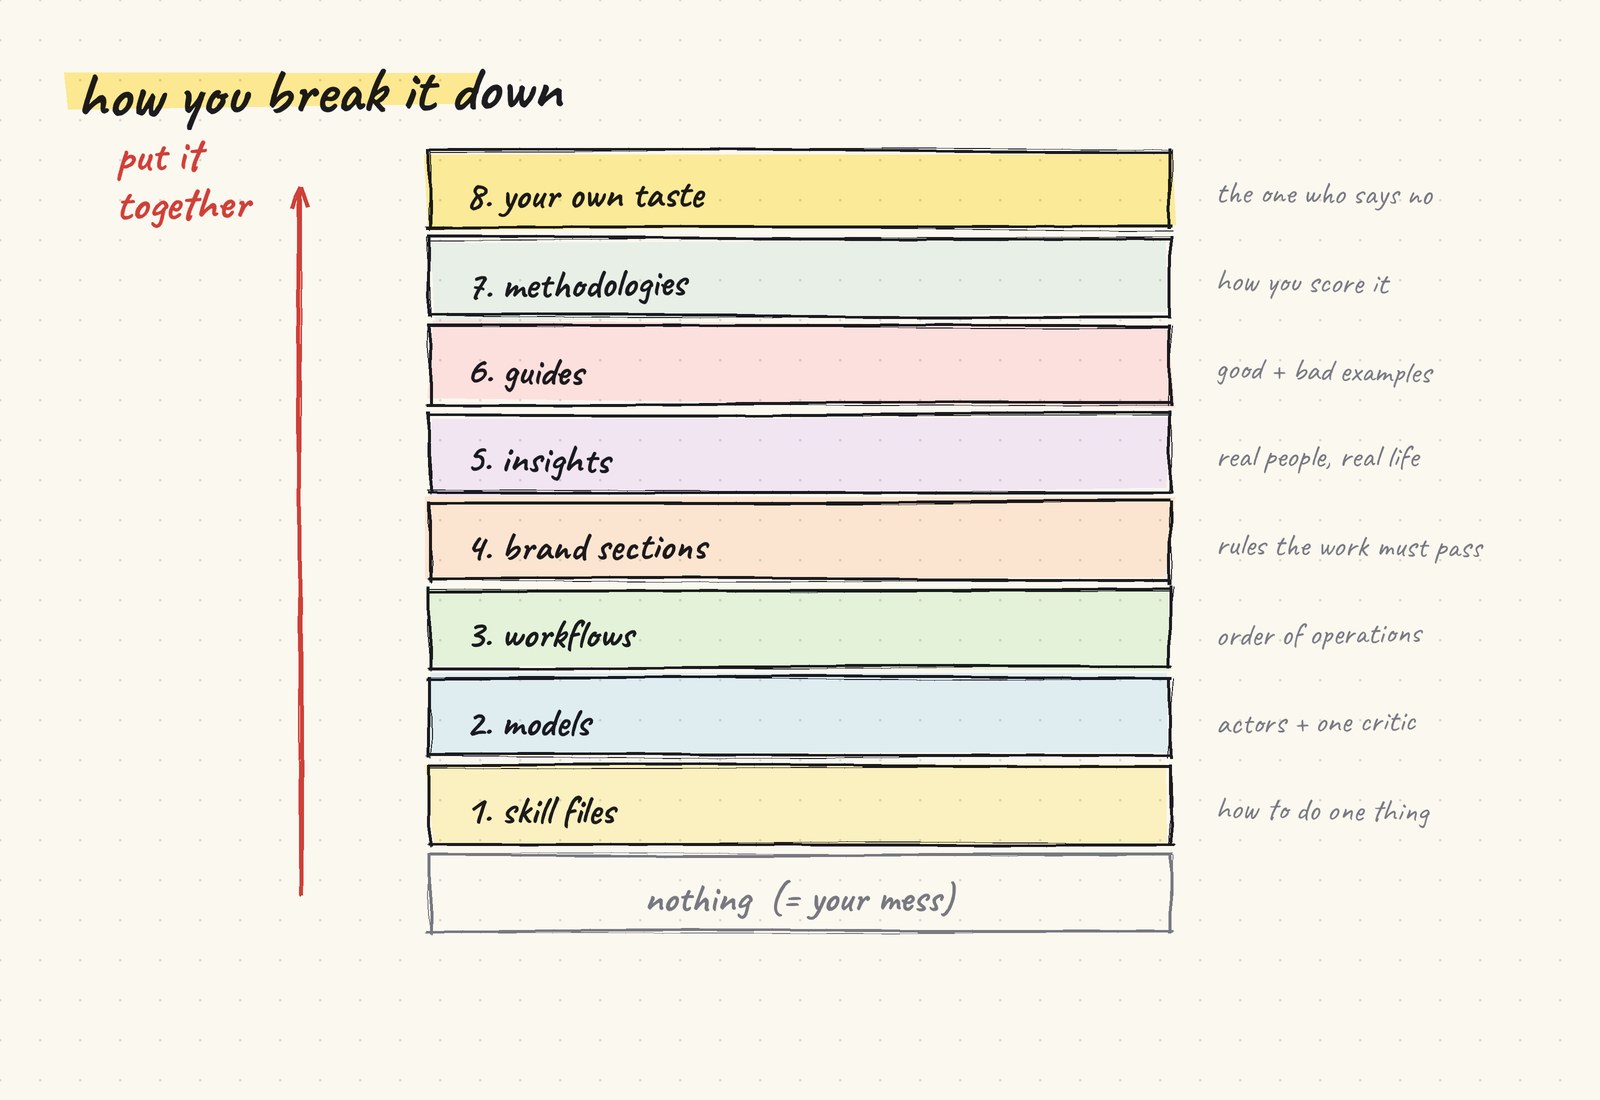 how you break it down
put it
together
8. your own taste
the one who says no
7. methodologies
how you score it
6. guides
good + bad examples
5. insights
real people, real life
4. brand sections
rules the work must pass
3. workflows
order of operations
2. models
actors + one critic
1. skill files
how to do one thing
nothing (= your mess)